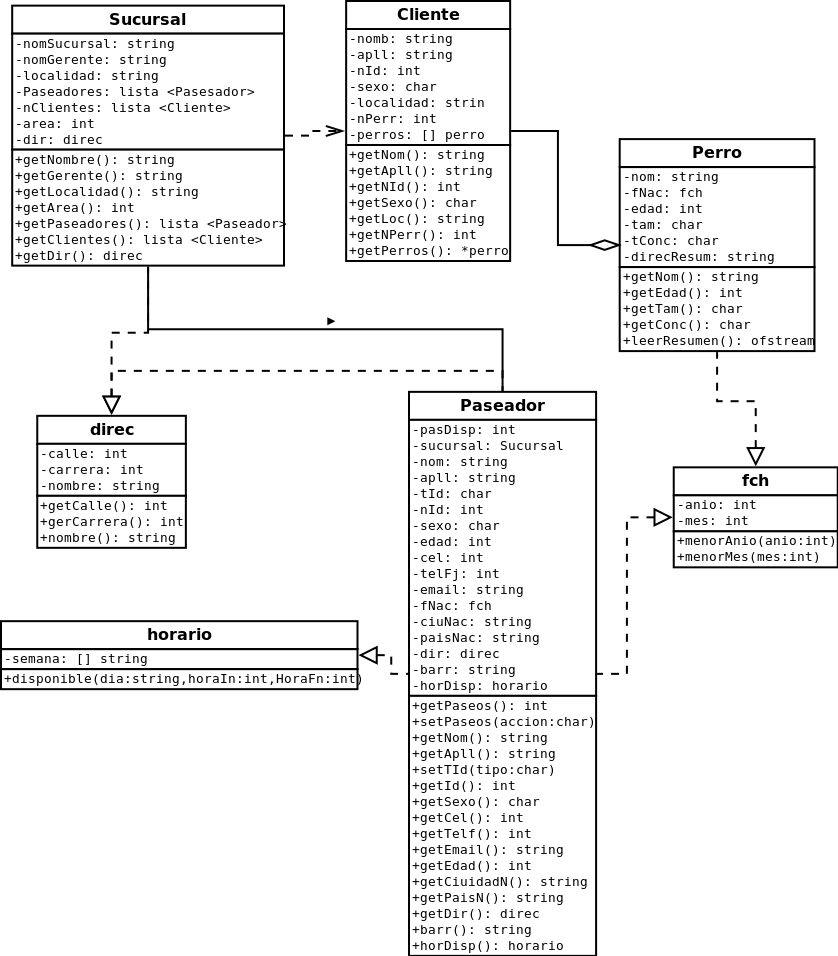 Sucursal
-nomSucursal: string
-nomGerente: string
-localidad: string
-Paseadores: lista <Pasesador>
-nClientes: lista <Cliente>
-area: int
-dir: direc
+getNombre(): string
+getGerente(): string
+getLocalidad(): string
+getArea(): int
+getPaseadores(): lista <Paseador>
+getClientes(): lista <Cliente>
+getDir(): direc
Cliente
-nomb: string
-apll: string
-nId: int
-sexo: char
-localidad: strin
-nPerr: int
-perros: [] perro
+getNom(): string
+getApll(): string
+getNId(): int
+getSexo(): char
+getLoc(): string
+getNPerr(): int
+getPerros(): *perro
Perro
-nom: string
-fNac: fch
-edad: int
-tam: char
-tConc: char
-direcResum: string
+getNom(): string
+getEdad(): int
+getTam(): char
+getConc(): char
+leerResumen(): ofstream
direc
-calle: int
-carrera: int
-nombre: string
+getCalle(): int
+gerCarrera(): int
+nombre(): string
Paseador
-pasDisp: int
-sucursal: Sucursal
-nom: string
-apll: string
-tId: char
-nId: int
-sexo: char
-edad: int
-cel: int
-telFj: int
-email: string
-fNac: fch
-ciuNac: string
-paisNac: string
-dir: direc
-barr: string
-horDisp: horario
+getPaseos(): int
+setPaseos(accion:char)
+getNom(): string
+getApll(): string
+setTId(tipo:char)
+getId(): int
+getSexo(): char
+getCel(): int
+getTelf(): int
+getEmail(): string
+getEdad(): int
+getCiuidadN(): string
+getPaisN(): string
+getDir(): direc
+barr(): string
+horDisp(): horario
fch
-anio: int
-mes: int
+menorAnio(anio:int)
+menorMes(mes:int)
horario
-semana: [] string
+disponible(dia:string,horaIn:int,HoraFn:int)